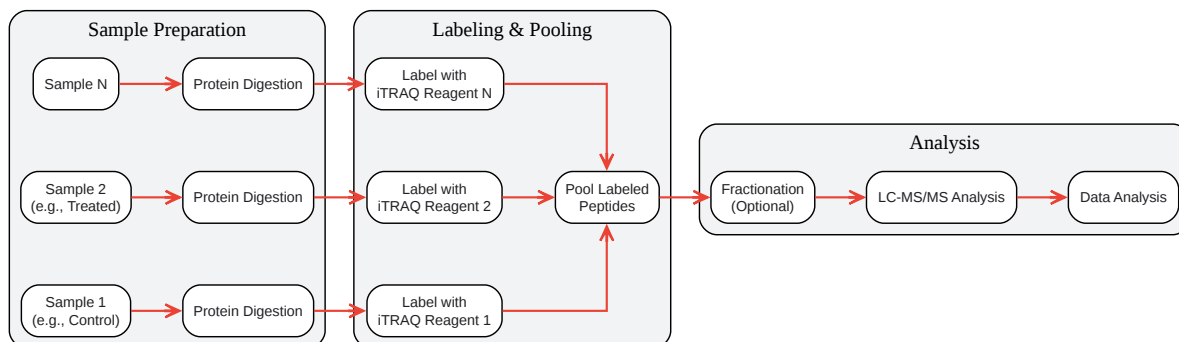 Sample Preparation
Labeling & Pooling
Sample N
Protein Digestion
Label with
iTRAQ Reagent N
Analysis
Sample 2
(e.g., Treated)
Protein Digestion
Label with
iTRAQ Reagent 2
Pool Labeled
Peptides
Fractionation
(Optional)
LC-MS/MS Analysis
Data Analysis
Sample 1
(e.g., Control)
Protein Digestion
Label with
iTRAQ Reagent 1